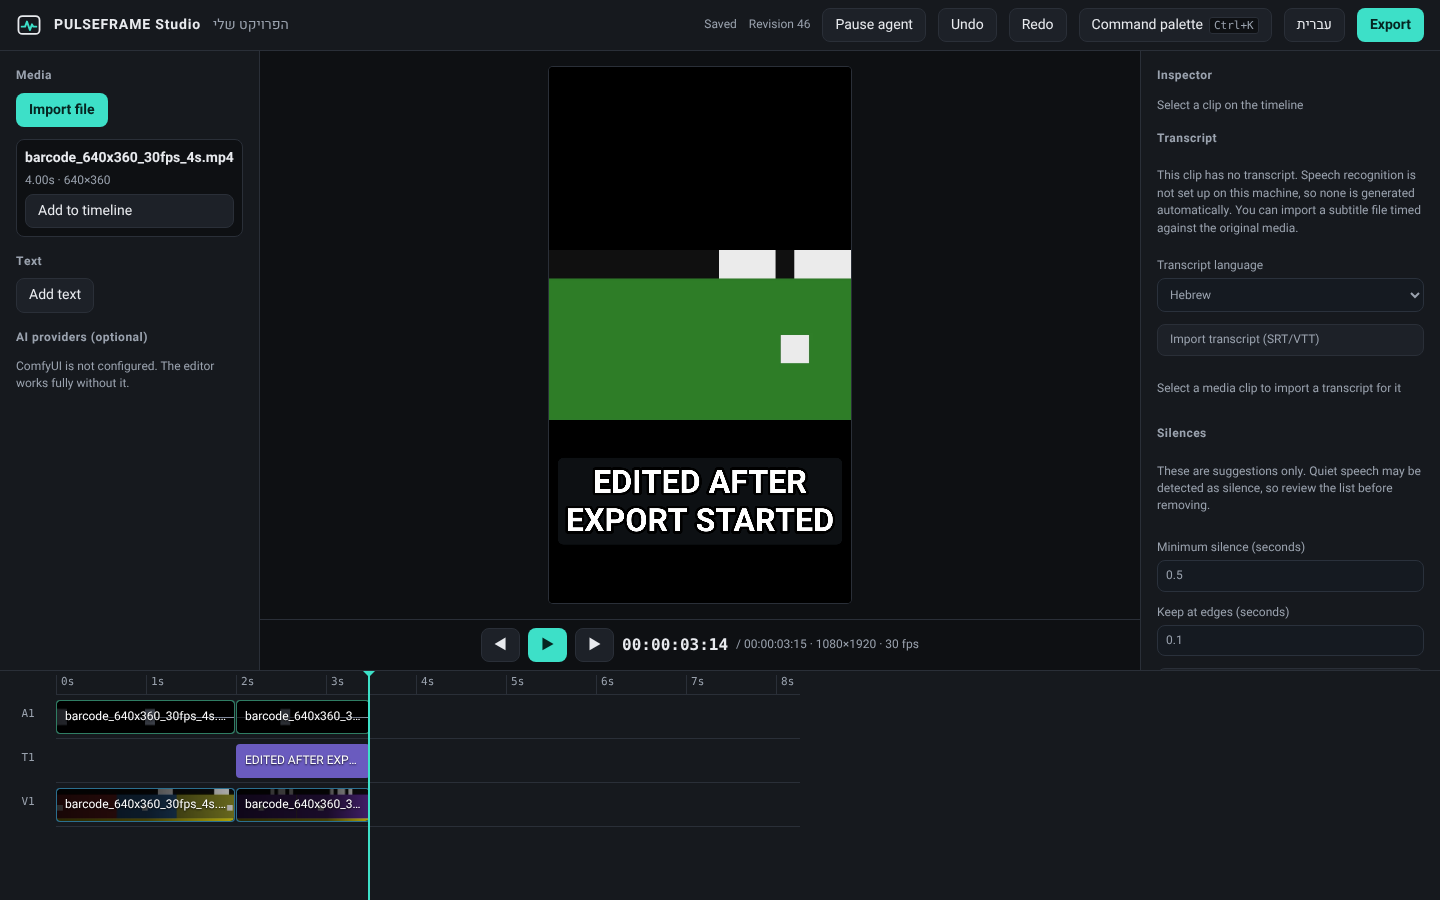 PULSEFRAME Studio הפרויקט שלי Saved Revision 46 Pause agent Undo Redo Command palette Ctrl+K עברית Export
Media
Import file
barcode_640x360_30fps_4s.mp4
4.00s · 640×360
Add to timeline
Text
Add text
AI providers (optional)
ComfyUI is not configured. The editor
works fully without it.
EDITED AFTER
EXPORT STARTED
00:00:03:14 / 00:00:03:15 · 1080×1920 · 30 fps
Inspector
Select a clip on the timeline
Transcript
This clip has no transcript. Speech recognition is
not set up on this machine, so none is generated
automatically. You can import a subtitle file timed
against the original media.
Transcript language
Hebrew
Import transcript (SRT/VTT)
Select a media clip to import a transcript for it
Silences
These are suggestions only. Quiet speech may be
detected as silence, so review the list before
removing.
Minimum silence (seconds)
0.5
Keep at edges (seconds)
0.1
0s 1s 2s 3s 4s 5s 6s 7s 8s
A1 barcode_640x360_30fps_4s.... barcode_640x360_3...
T1 EDITED AFTER EXP...
V1 barcode_640x360_30fps_4s.... barcode_640x360_3...